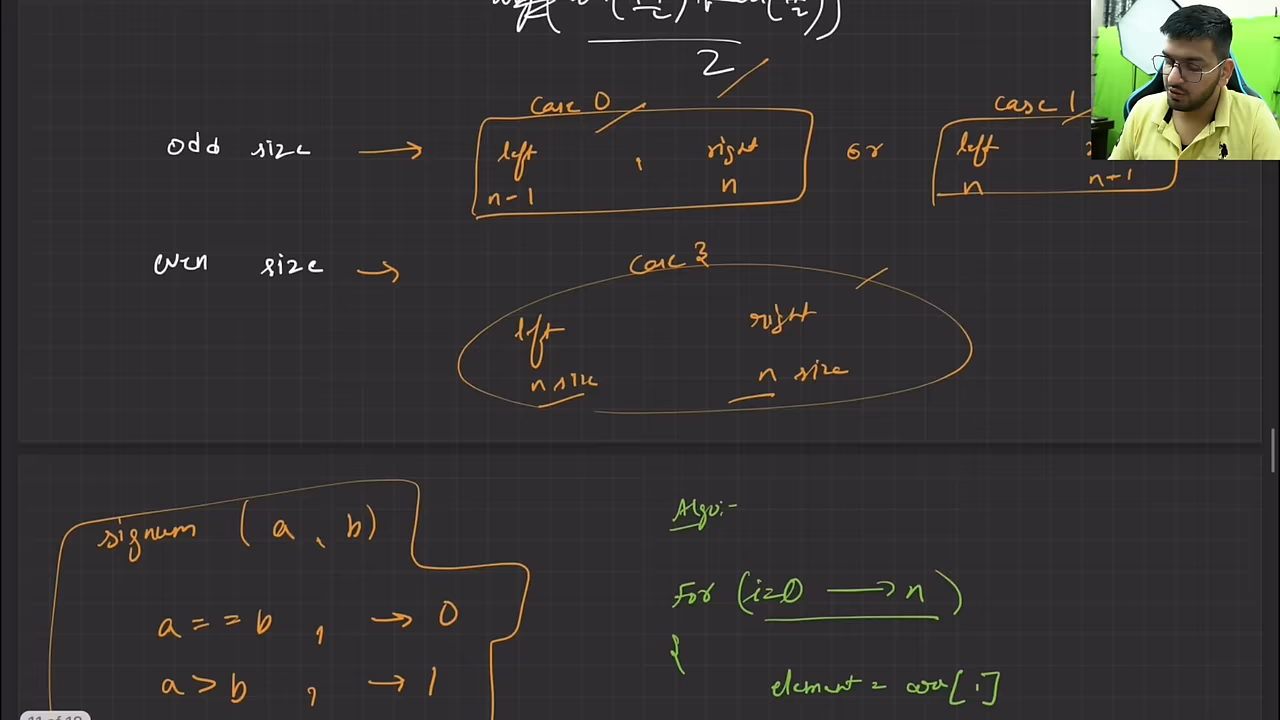 2
case 0
case 1
odd size → left , right or left
n-1 n n n+1
even size →
case
left right
n size n size
signum ( a , b )
Algo:-
For (i=0 → n )
a = = b , → 0
{
a > b , → 1
element = arr[i]